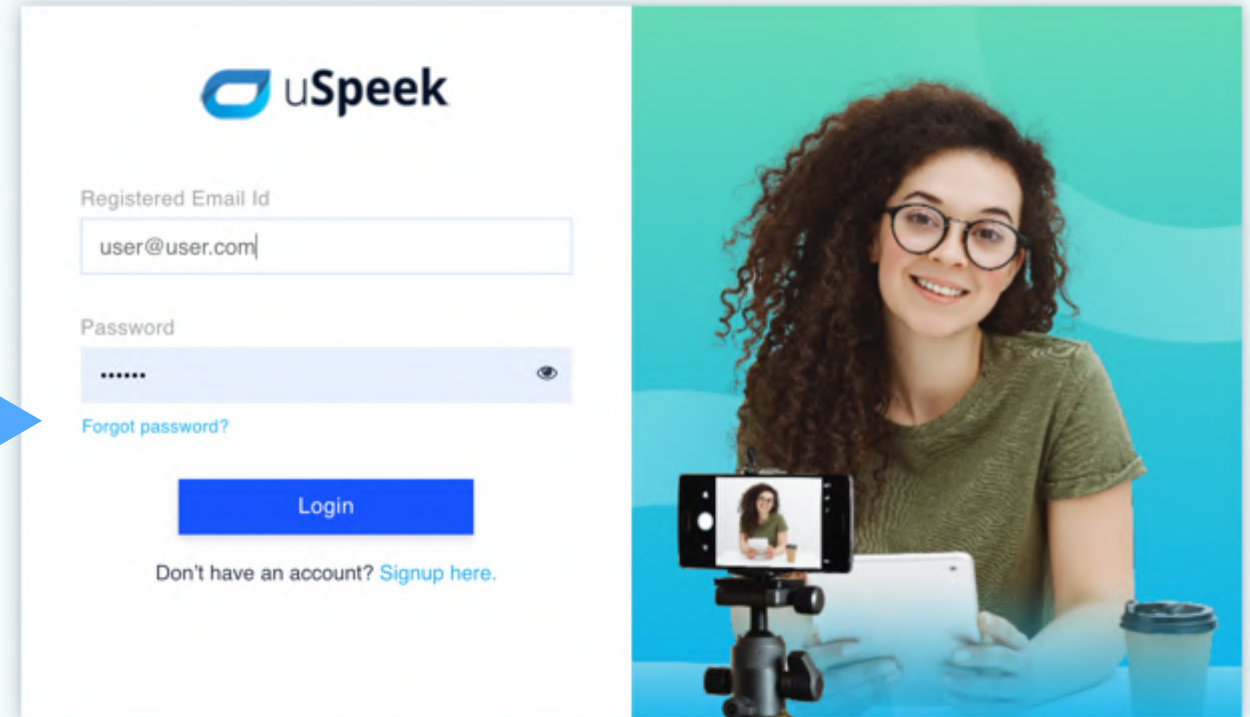 uSpeek
Registered Email Id
user@user.com
Password
••••••
Forgot password?
Login
Don't have an account? Signup here.